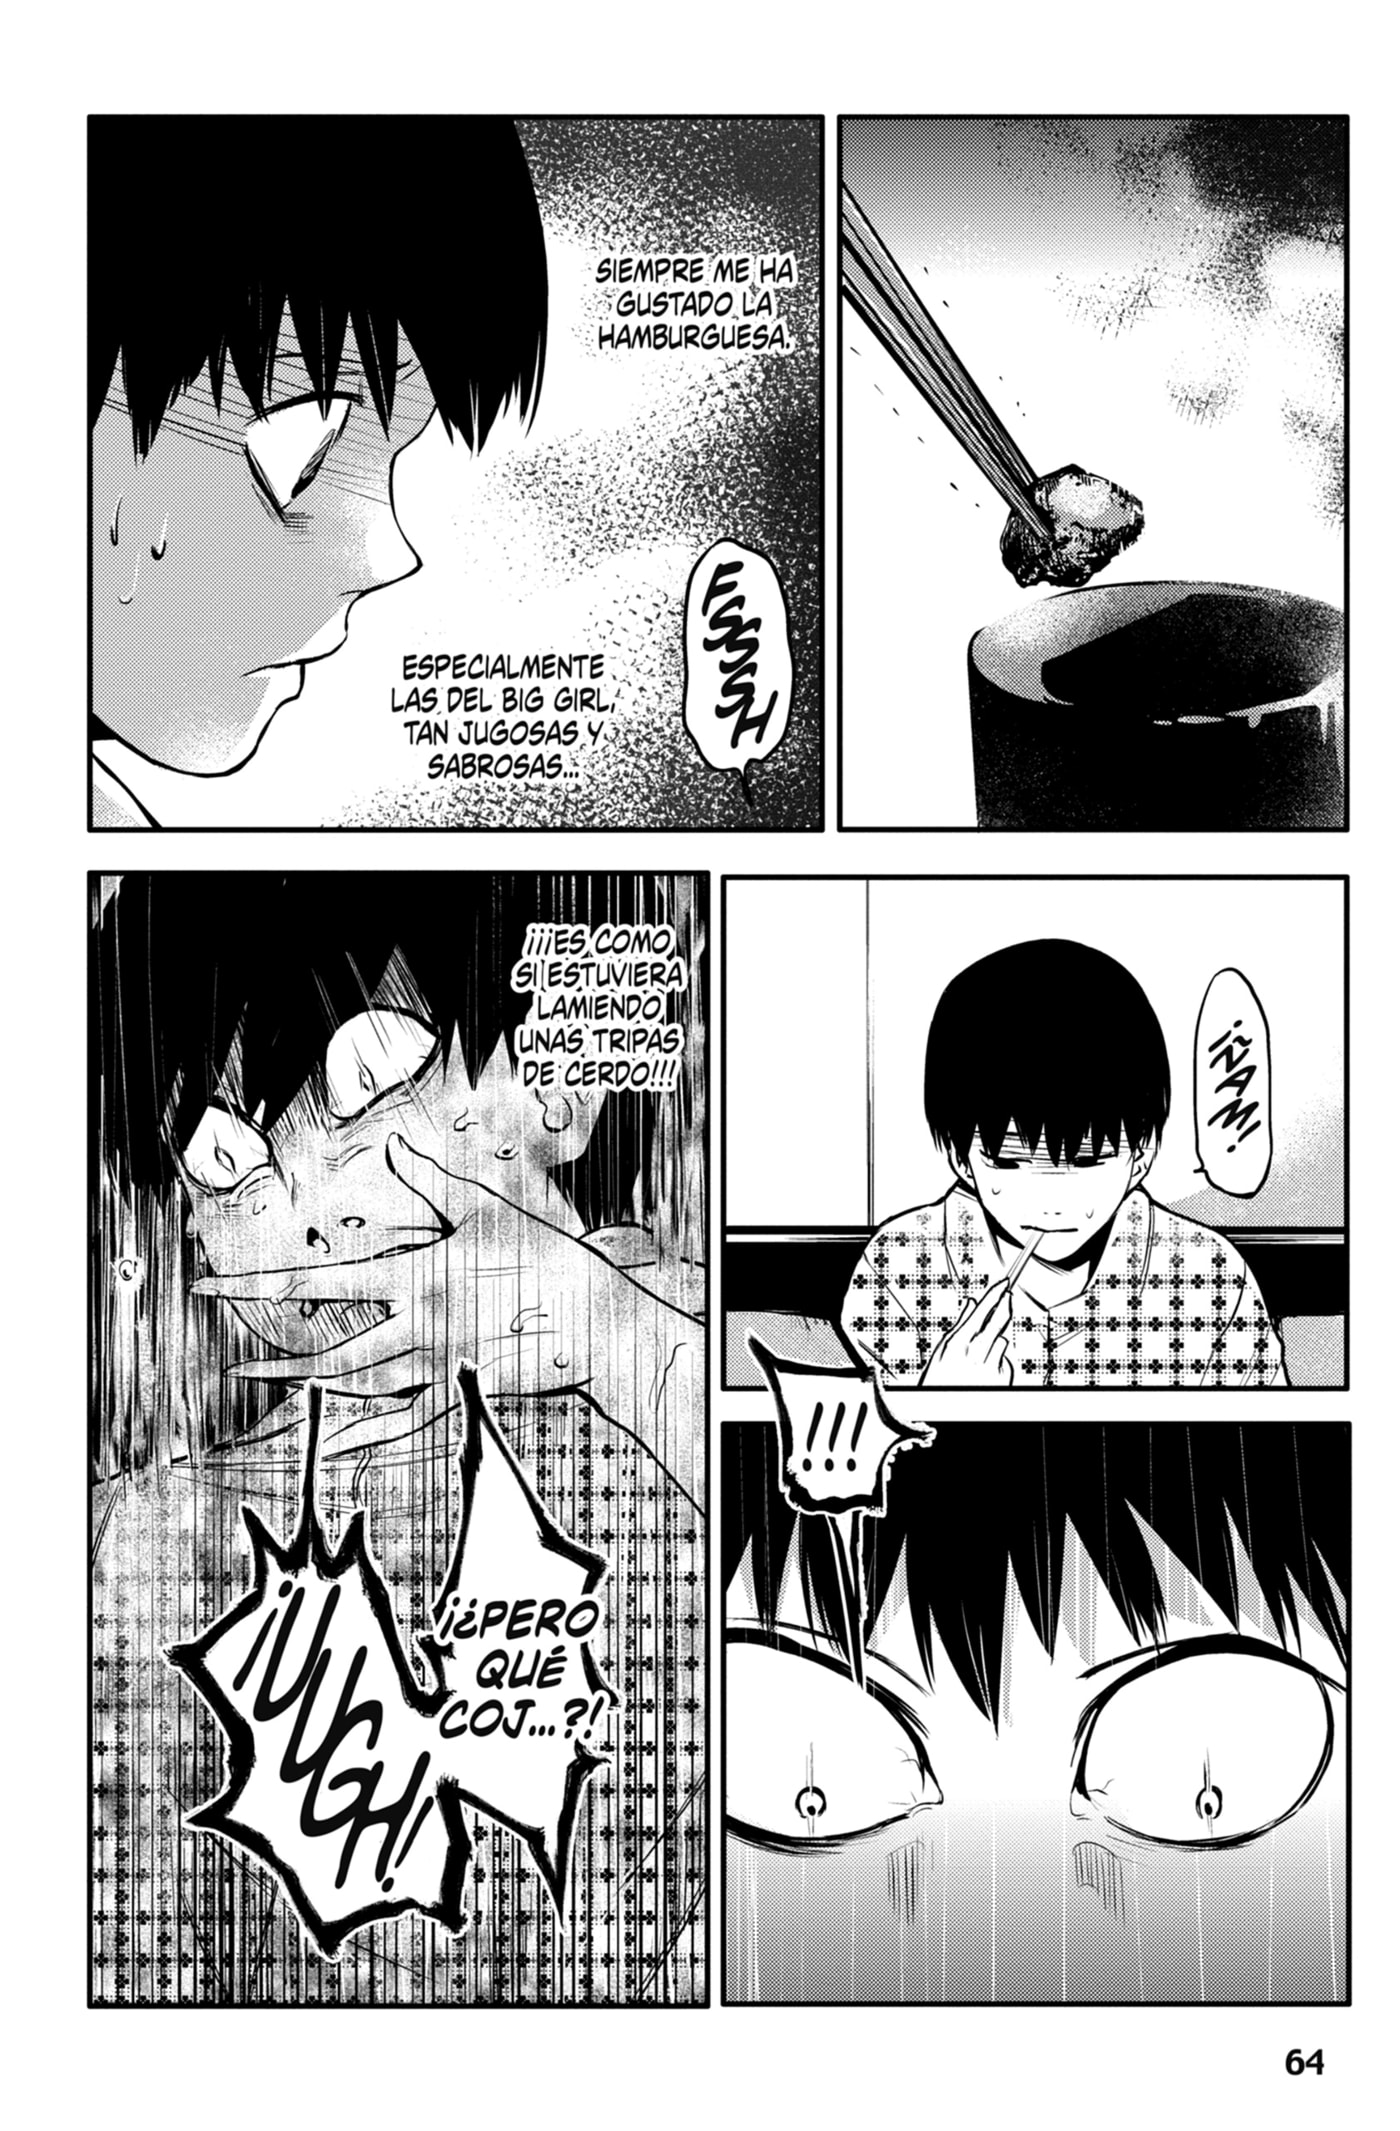 SIEMPRE ME HA
GUSTADO LA
HAMBURGUESA.
FSSSH
ESPECIALMENTE
LAS DEL BIG GIRL,
TAN JUGOSAS Y
SABROSAS...
¡ÑAM!
!!!
¡¡¡ES COMO
SI ESTUVIERA
LAMIENDO
UNAS TRIPAS
DE CERDO!!!
¡¿PERO
QUÉ
COJ...?!
¡UUGH!
64